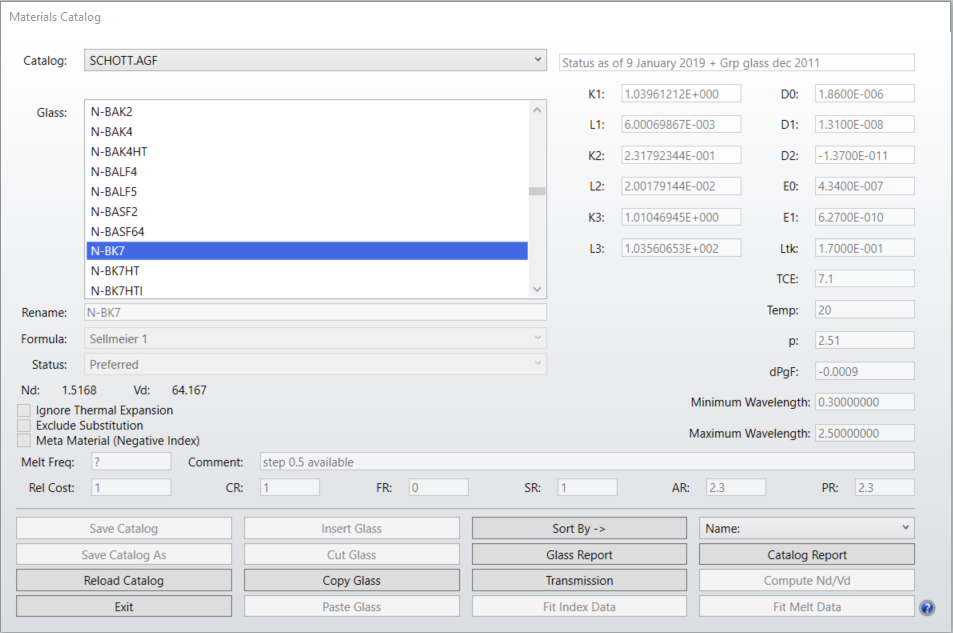 Materials Catalog
Catalog: SCHOTT.AGF Status as of 9 January 2019 + Grp glass dec 2011
K1: 1.03961212E+000 D0: 1.8600E-006
Glass: N-BAK2
N-BAK4
N-BAK4HT
N-BALF4
N-BALF5
N-BASF2
N-BASF64
N-BK7
N-BK7HT
N-BK7HTI
L1: 6.00069867E-003 D1: 1.3100E-008
K2: 2.31792344E-001 D2: -1.3700E-011
L2: 2.00179144E-002 E0: 4.3400E-007
K3: 1.01046945E+000 E1: 6.2700E-010
L3: 1.03560653E+002 Ltk: 1.7000E-001
TCE: 7.1
Temp: 20
p: 2.51
dPgF: -0.0009
Minimum Wavelength: 0.30000000
Maximum Wavelength: 2.50000000
Rename: N-BK7
Formula: Sellmeier 1
Status: Preferred
Nd: 1.5168 Vd: 64.167
Ignore Thermal Expansion
Exclude Substitution
Meta Material (Negative Index)
Melt Freq: ? Comment: step 0.5 available
Rel Cost: 1 CR: 1 FR: 0 SR: 1 AR: 2.3 PR: 2.3
Save Catalog Insert Glass Sort By -> Name:
Save Catalog As Cut Glass Glass Report Catalog Report
Reload Catalog Copy Glass Transmission Compute Nd/Vd
Exit Paste Glass Fit Index Data Fit Melt Data ?